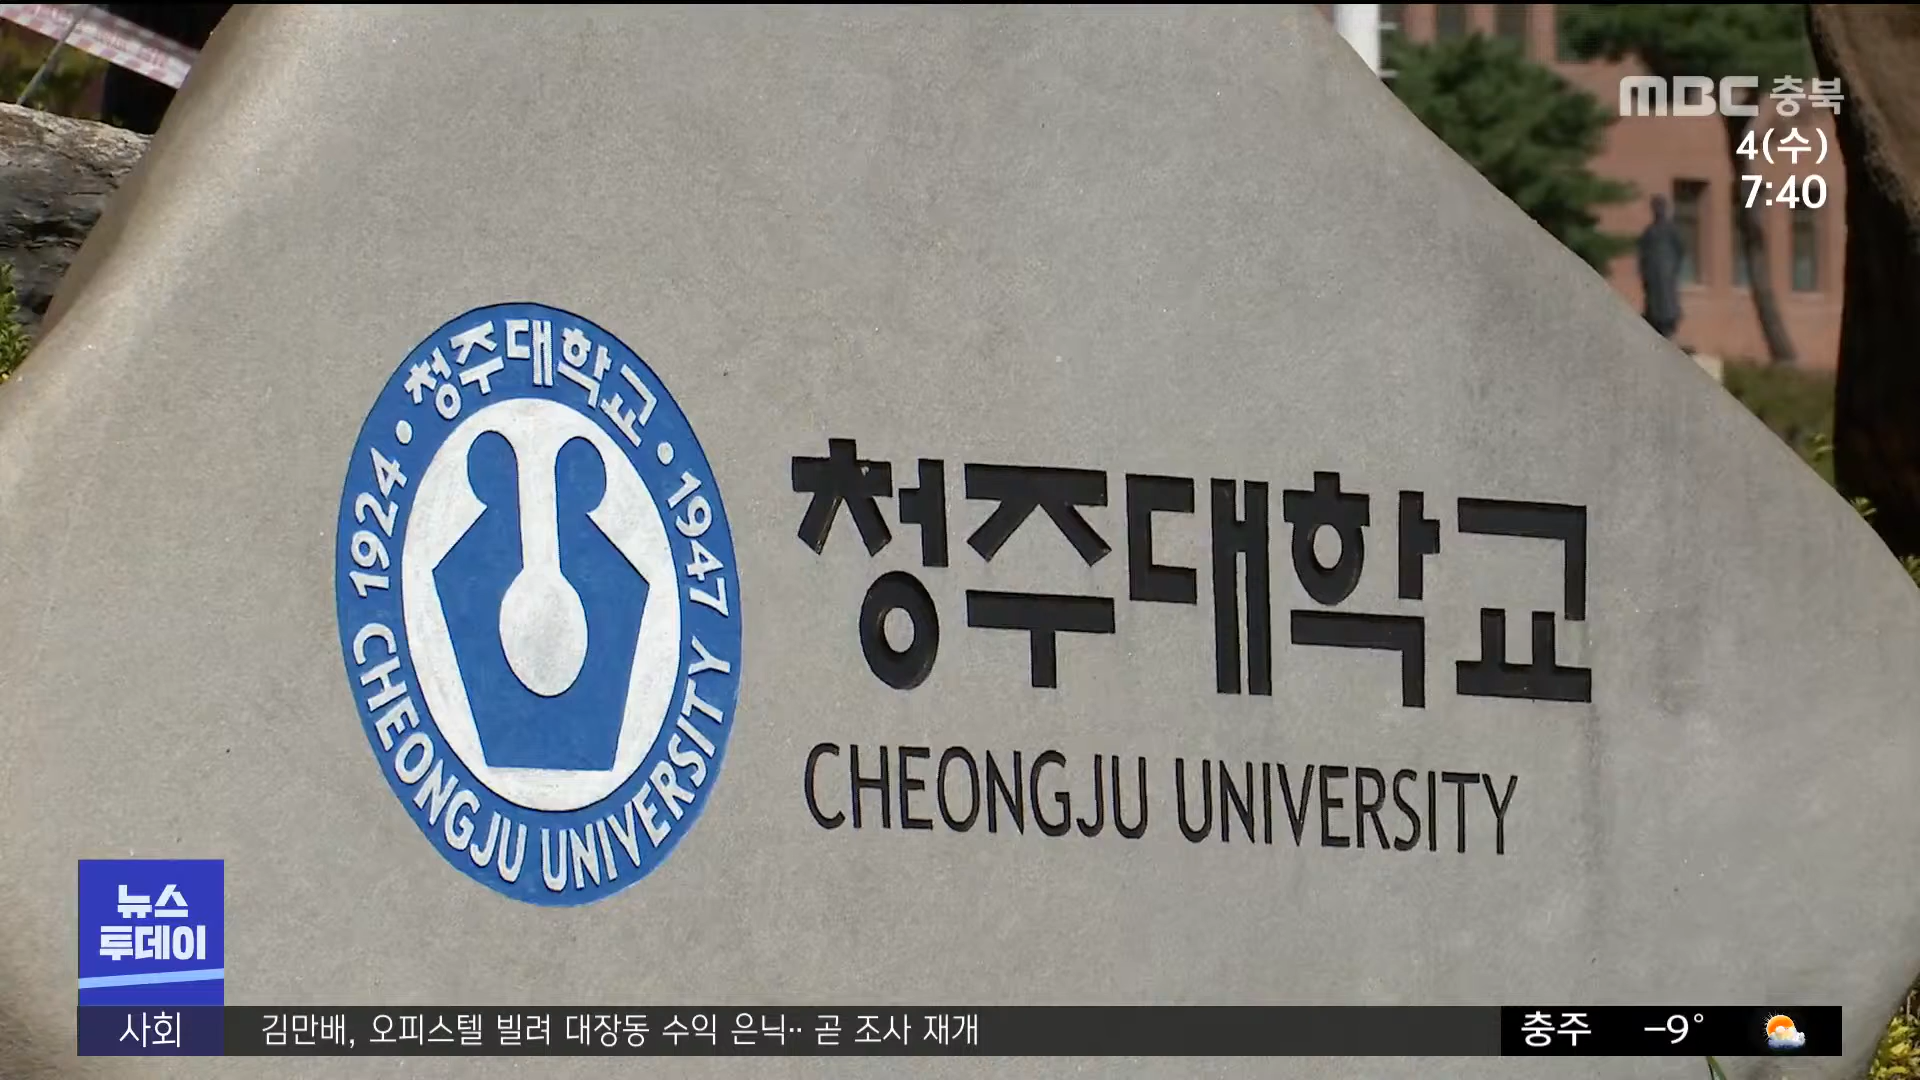 MBC 충북
4(수)
7:40
청주대학교
1924
1947
CHEONGJU UNIVERSITY
청주대학교
CHEONGJU UNIVERSITY
뉴스
투데이
사회
김만배, 오피스텔 빌려 대장동 수익 은닉·· 곧 조사 재개
충주 -9°